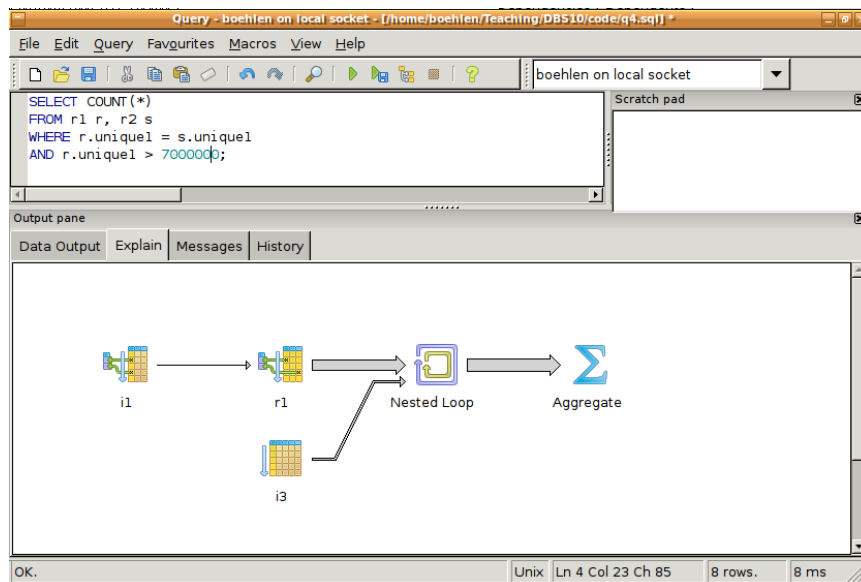 Query - boehlen on local socket - [/home/boehlen/Teaching/DBS10/code/q4.sql] *
File Edit Query Favourites Macros View Help
boehlen on local socket
SELECT COUNT(*)
FROM r1 r, r2 s
WHERE r.unique1 = s.unique1
AND r.unique1 > 7000000;
Scratch pad
Output pane
Data Output Explain Messages History
i1
r1
Nested Loop
Aggregate
i3
OK.
Unix
Ln 4 Col 23 Ch 85
8 rows.
8 ms